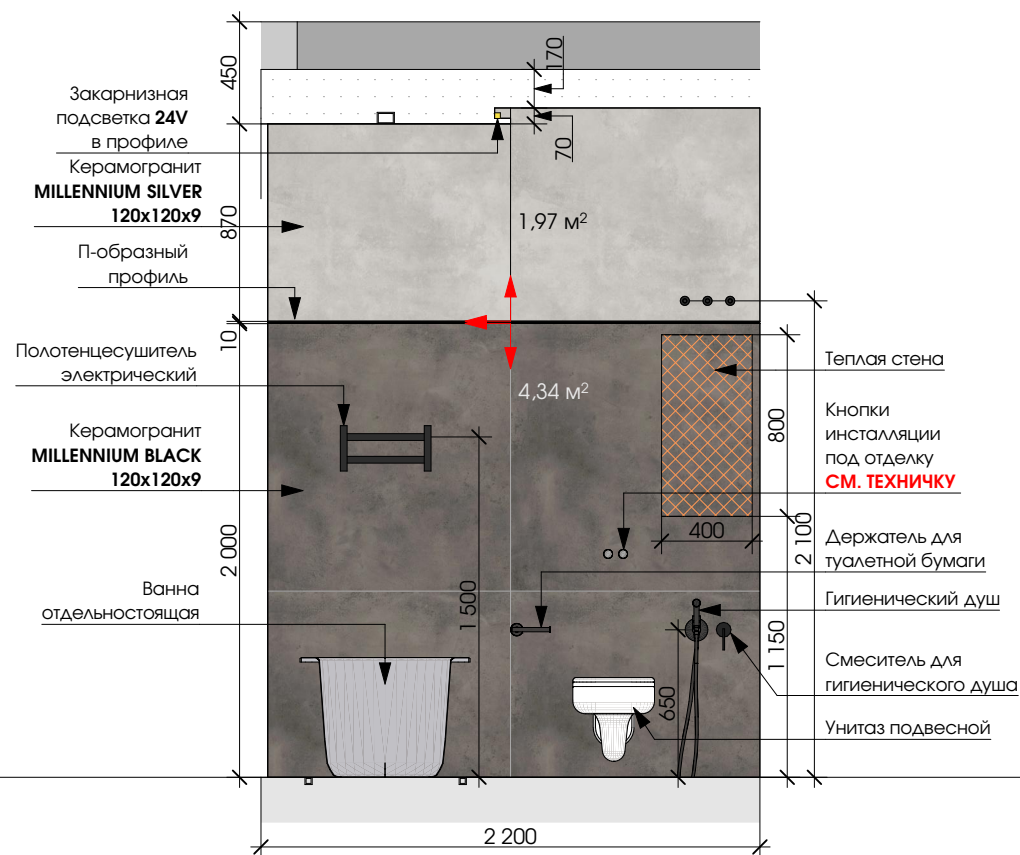 450
170
Закарнизная
подсветка 24V
в профиле
70
Керамогранит
MILLENNIUM SILVER
120x120x9
870
1,97 м²
П-образный
профиль
10
Полотенцесушитель
электрический
4,34 м²
Теплая стена
800
Кнопки
инсталляции
под отделку
СМ. ТЕХНИЧКУ
Керамогранит
MILLENNIUM BLACK
120x120x9
400
2 100
2 000
Держатель для
туалетной бумаги
Ванна
отдельностоящая
1 500
Гигиенический душ
1 150
Смеситель для
гигиенического душа
650
Унитаз подвесной
2 200